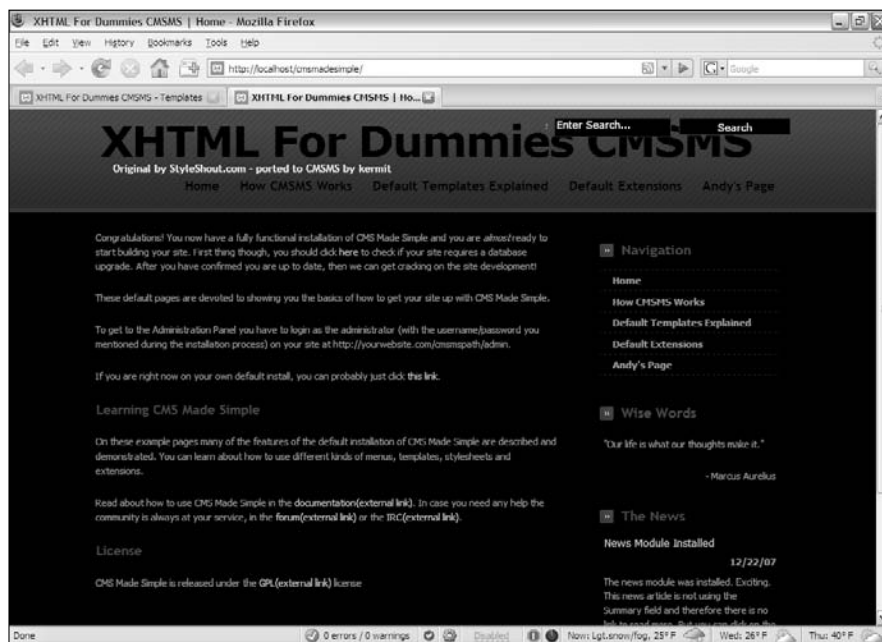 XHTML For Dummies CMSMS | Home - Mozilla Firefox
File Edit View History Bookmarks Tools Help
http://localhost/cmsmadesimple/
G Google
XHTML For Dummies CMSMS - Templates
XHTML For Dummies CMSMS | Ho...
Enter Search...
Search
XHTML For Dummies CMSMS
Original by StyleShout.com - ported to CMSMS by kermit
Home How CMSMS Works Default Templates Explained Default Extensions Andy's Page
Congratulations! You now have a fully functional installation of CMS Made Simple and you are almost ready to
start building your site. First thing though, you should click here to check if your site requires a database
upgrade. After you have confirmed you are up to date, then we can get cracking on the site development!
These default pages are devoted to showing you the basics of how to get your site up with CMS Made Simple.
To get to the Administration Panel you have to login as the administrator (with the username/password you
mentioned during the installation process) on your site at http://yourwebsite.com/cmsmspath/admin.
If you are right now on your own default install, you can probably just click this link.
Learning CMS Made Simple
On these example pages many of the features of the default installation of CMS Made Simple are described and
demonstrated. You can learn about how to use different kinds of menus, templates, stylesheets and
extensions.
Read about how to use CMS Made Simple in the documentation(external link). In case you need any help the
community is always at your service, in the forum(external link) or the IRC(external link).
License
CMS Made Simple is released under the GPL(external link) license
Navigation
Home
How CMSMS Works
Default Templates Explained
Default Extensions
Andy's Page
Wise Words
"Our life is what our thoughts make it."
- Marcus Aurelius
The News
News Module Installed
12/22/07
The news module was installed. Exciting.
This news article is not using the
Summary field and therefore there is no
link to read more. But you can click on the
Done
0 errors / 0 warnings
Disabled
Now: Lgt.snow/fog, 25° F
Wed: 26° F
Thu: 40° F